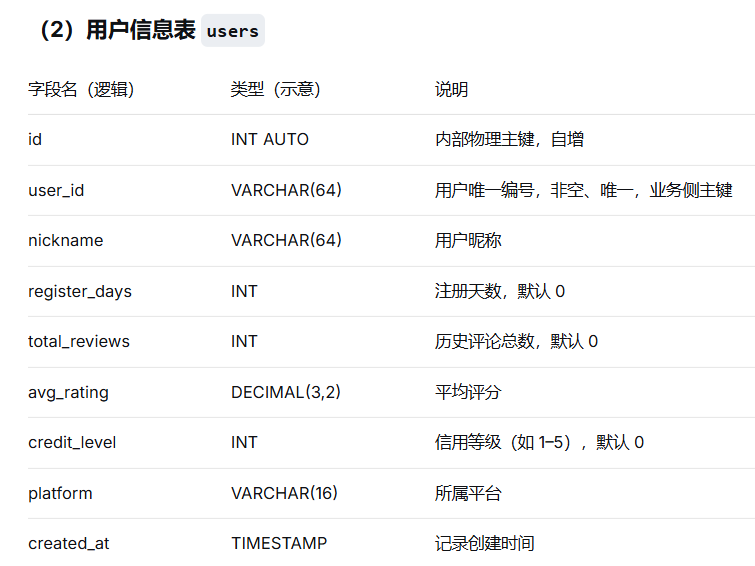 （2）用户信息表 users
字段名（逻辑） 类型（示意） 说明
id INT AUTO 内部物理主键，自增
user_id VARCHAR(64) 用户唯一编号，非空、唯一，业务侧主键
nickname VARCHAR(64) 用户昵称
register_days INT 注册天数，默认 0
total_reviews INT 历史评论总数，默认 0
avg_rating DECIMAL(3,2) 平均评分
credit_level INT 信用等级（如 1–5），默认 0
platform VARCHAR(16) 所属平台
created_at TIMESTAMP 记录创建时间